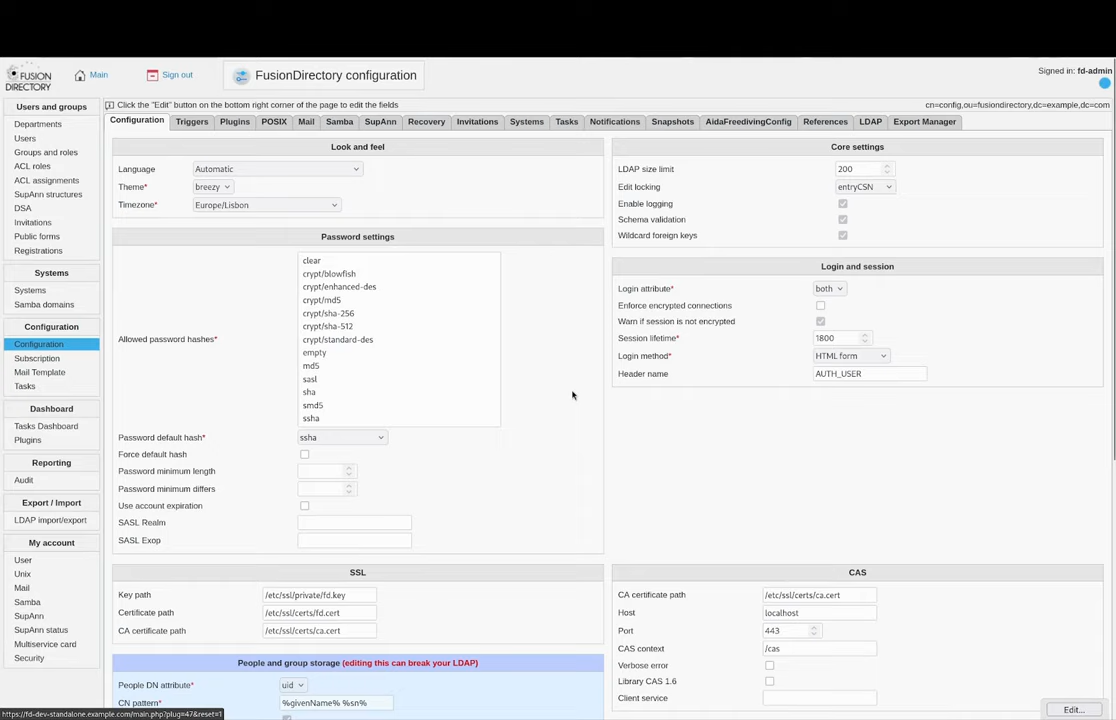 FUSION
DIRECTORY
Main
Sign out
FusionDirectory configuration
Signed in: fd-admin
Click the "Edit" button on the bottom right corner of the page to edit the fields
cn=config,ou=fusiondirectory,dc=example,dc=com
Users and groups
Departments
Users
Groups and roles
ACL roles
ACL assignments
SupAnn structures
DSA
Invitations
Public forms
Registrations
Systems
Systems
Samba domains
Configuration
Configuration
Subscription
Mail Template
Tasks
Dashboard
Tasks Dashboard
Plugins
Reporting
Audit
Export / Import
LDAP import/export
My account
User
Unix
Mail
Samba
SupAnn
SupAnn status
Multiservice card
Security
Configuration Triggers Plugins POSIX Mail Samba SupAnn Recovery Invitations Systems Tasks Notifications Snapshots AidaFreedivingConfig References LDAP Export Manager
Look and feel
Language Automatic
Theme* breezy
Timezone* Europe/Lisbon
Password settings
Allowed password hashes*
clear
crypt/blowfish
crypt/enhanced-des
crypt/md5
crypt/sha-256
crypt/sha-512
crypt/standard-des
empty
md5
sasl
sha
smd5
ssha
Password default hash* ssha
Force default hash
Password minimum length
Password minimum differs
Use account expiration
SASL Realm
SASL Exop
Core settings
LDAP size limit 200
Edit locking entryCSN
Enable logging
Schema validation
Wildcard foreign keys
Login and session
Login attribute* both
Enforce encrypted connections
Warn if session is not encrypted
Session lifetime* 1800
Login method* HTML form
Header name AUTH_USER
SSL
Key path /etc/ssl/private/fd.key
Certificate path /etc/ssl/certs/fd.cert
CA certificate path /etc/ssl/certs/ca.cert
CAS
CA certificate path /etc/ssl/certs/ca.cert
Host localhost
Port 443
CAS context /cas
Verbose error
Library CAS 1.6
Client service
People and group storage (editing this can break your LDAP)
People DN attribute* uid
CN pattern* %givenName% %sn%
Edit...
https://fd-dev-standalone.example.com/main.php?plug=47&reset=1